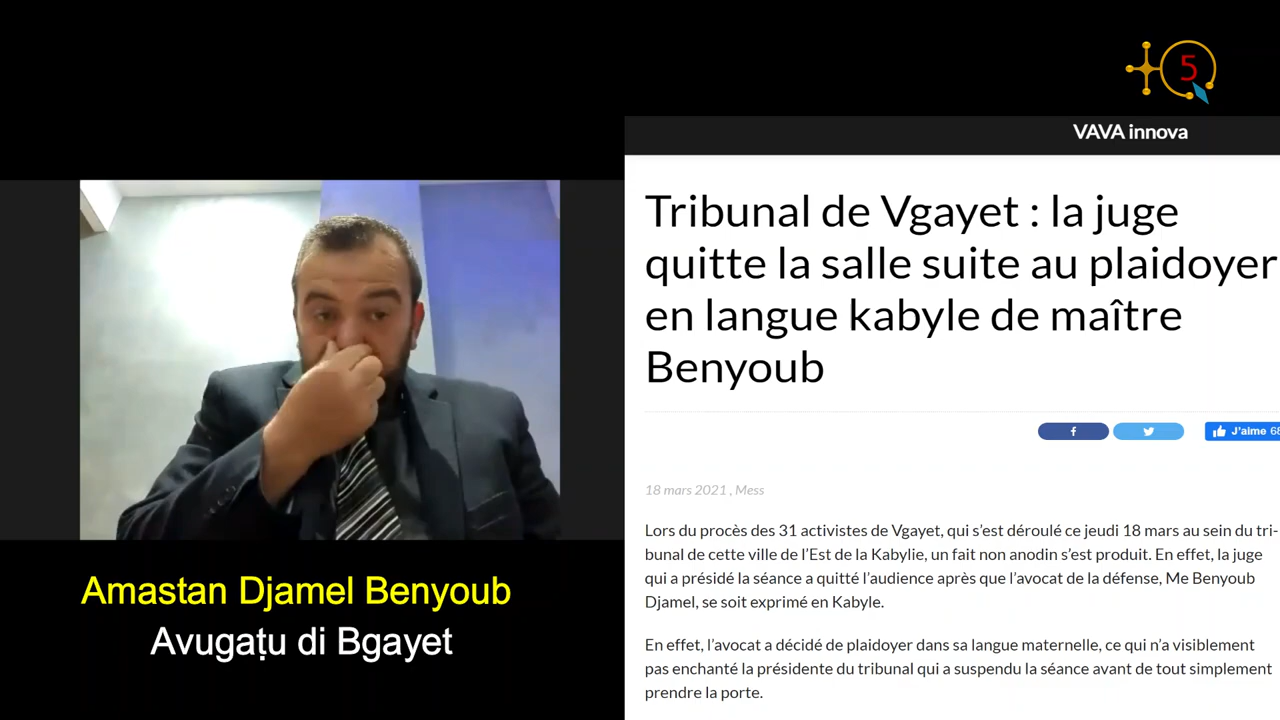 5
VAVA innova
Tribunal de Vgayet : la juge
quitte la salle suite au plaidoyer
en langue kabyle de maître
Benyoub
J'aime 68
18 mars 2021 , Mess
Lors du procès des 31 activistes de Vgayet, qui s'est déroulé ce jeudi 18 mars au sein du tri-
bunal de cette ville de l'Est de la Kabylie, un fait non anodin s'est produit. En effet, la juge
qui a présidé la séance a quitté l'audience après que l'avocat de la défense, Me Benyoub
Djamel, se soit exprimé en Kabyle.
En effet, l'avocat a décidé de plaidoyer dans sa langue maternelle, ce qui n'a visiblement
pas enchanté la présidente du tribunal qui a suspendu la séance avant de tout simplement
prendre la porte.
Amastan Djamel Benyoub
Avugaṭu di Bgayet